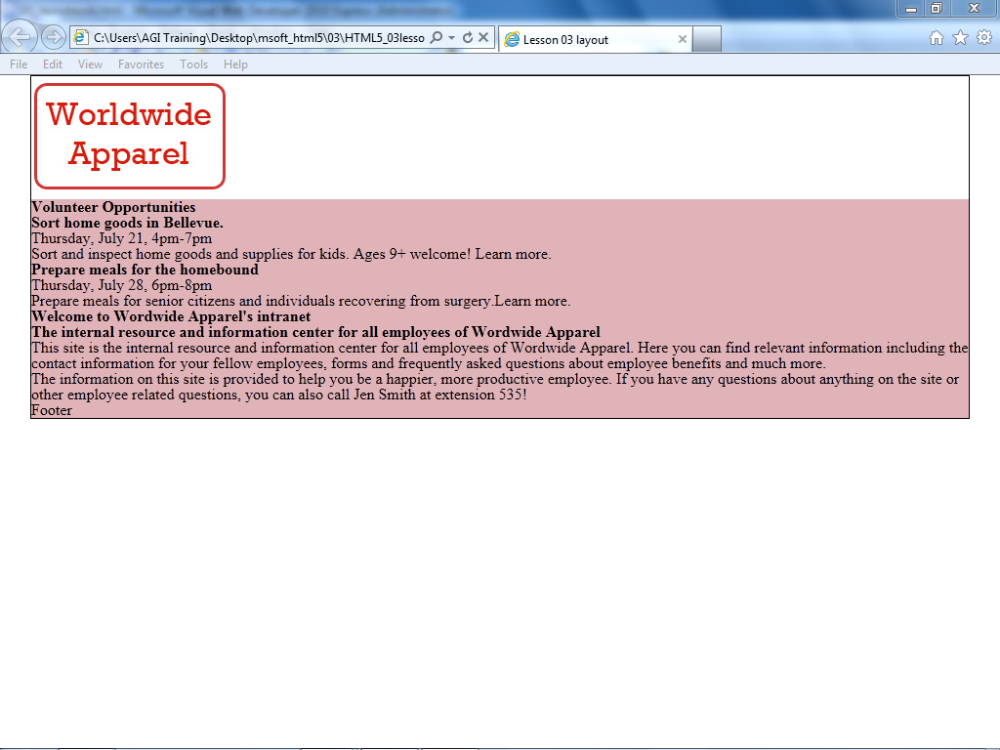 C:\Users\AGI Training\Desktop\msoft_html5\03\HTML5_03lesso
Lesson 03 layout
File Edit View Favorites Tools Help
Worldwide
Apparel
Volunteer Opportunities
Sort home goods in Bellevue.
Thursday, July 21, 4pm-7pm
Sort and inspect home goods and supplies for kids. Ages 9+ welcome! Learn more.
Prepare meals for the homebound
Thursday, July 28, 6pm-8pm
Prepare meals for senior citizens and individuals recovering from surgery.Learn more.
Welcome to Wordwide Apparel's intranet
The internal resource and information center for all employees of Wordwide Apparel
This site is the internal resource and information center for all employees of Wordwide Apparel. Here you can find relevant information including the
contact information for your fellow employees, forms and frequently asked questions about employee benefits and much more.
The information on this site is provided to help you be a happier, more productive employee. If you have any questions about anything on the site or
other employee related questions, you can also call Jen Smith at extension 535!
Footer